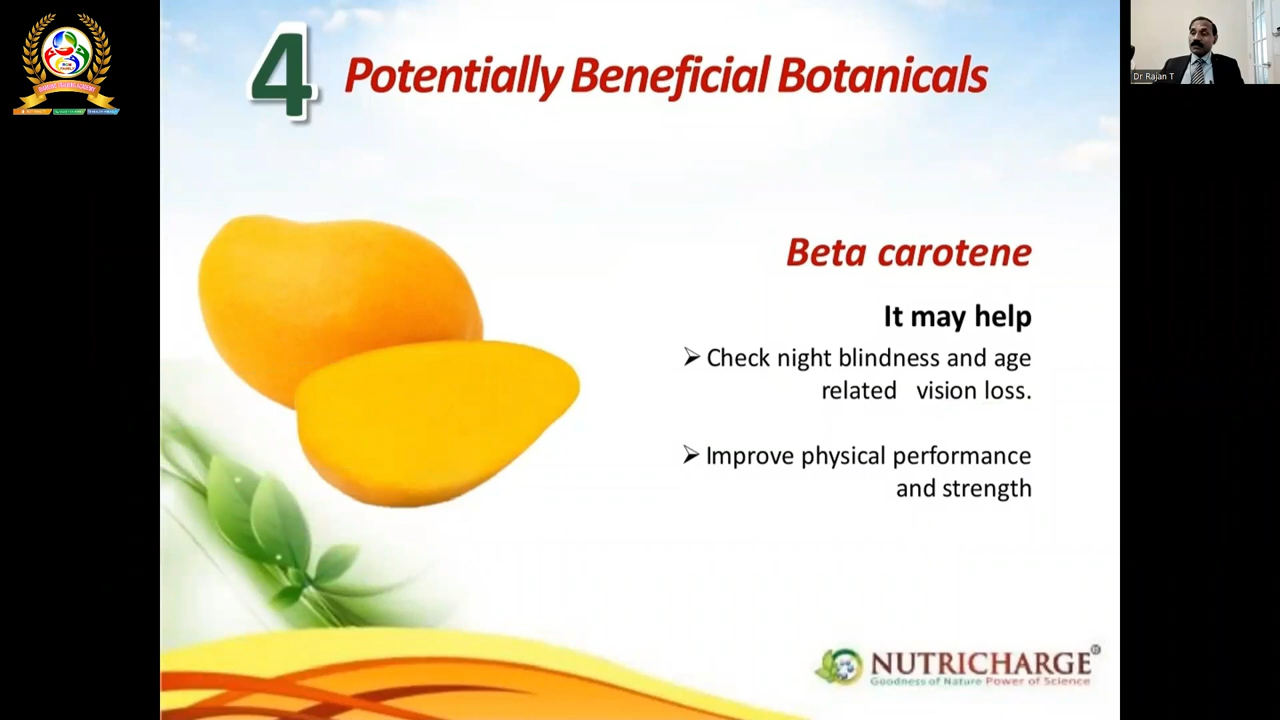 4 Potentially Beneficial Botanicals
Dr Rajan T
Beta carotene
It may help
➢ Check night blindness and age
related vision loss.
➢ Improve physical performance
and strength
NUTRICHARGE®
Goodness of Nature Power of Science